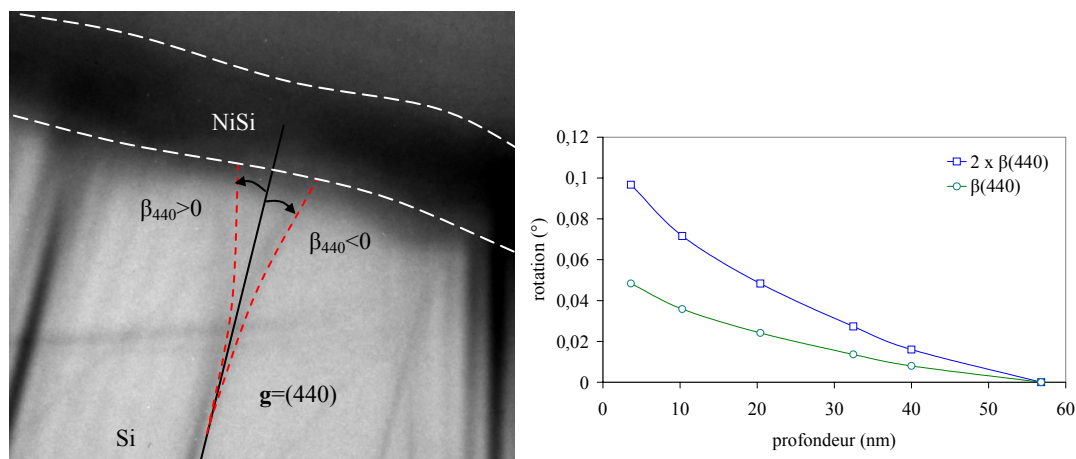 NiSi
β440>0
β440<0
g=(440)
Si
0,12
0,1
0,08
0,06
0,04
0,02
0
rotation (°)
2 x β(440)
β(440)
0 10 20 30 40 50 60
profondeur (nm)